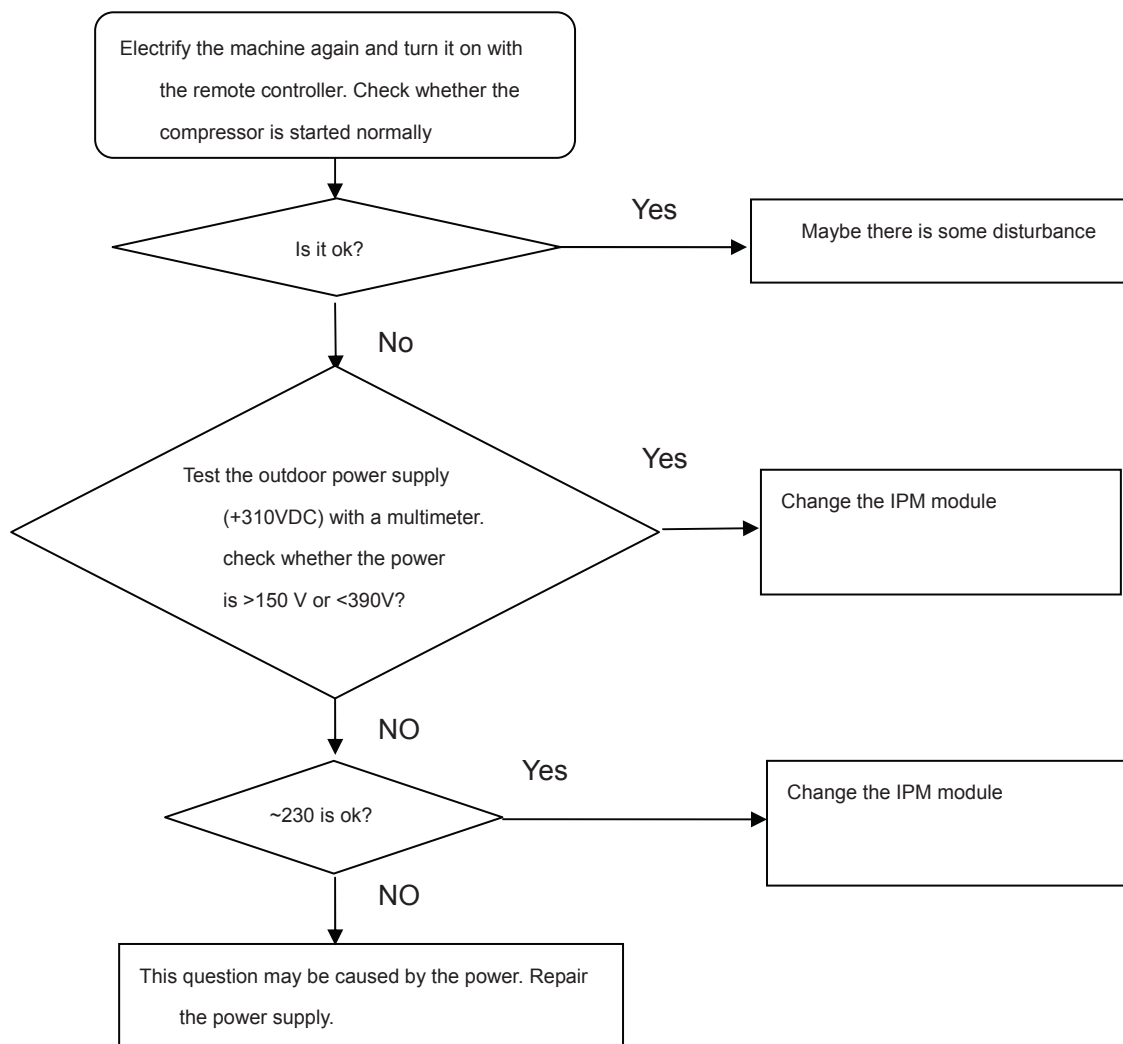 Electrify the machine again and turn it on with
the remote controller. Check whether the
compressor is started normally
Yes
Maybe there is some disturbance
Is it ok?
No
Yes
Test the outdoor power supply
(+310VDC) with a multimeter.
check whether the power
is >150 V or <390V?
Change the IPM module
NO
Yes
~230 is ok?
Change the IPM module
NO
This question may be caused by the power. Repair
the power supply.